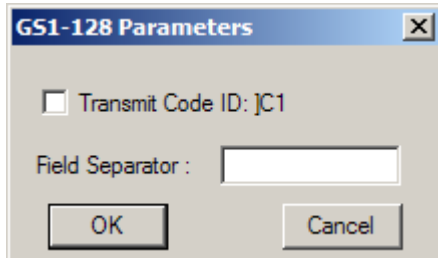 GS1-128 Parameters
Transmit Code ID: ]C1
Field Separator :
OK Cancel